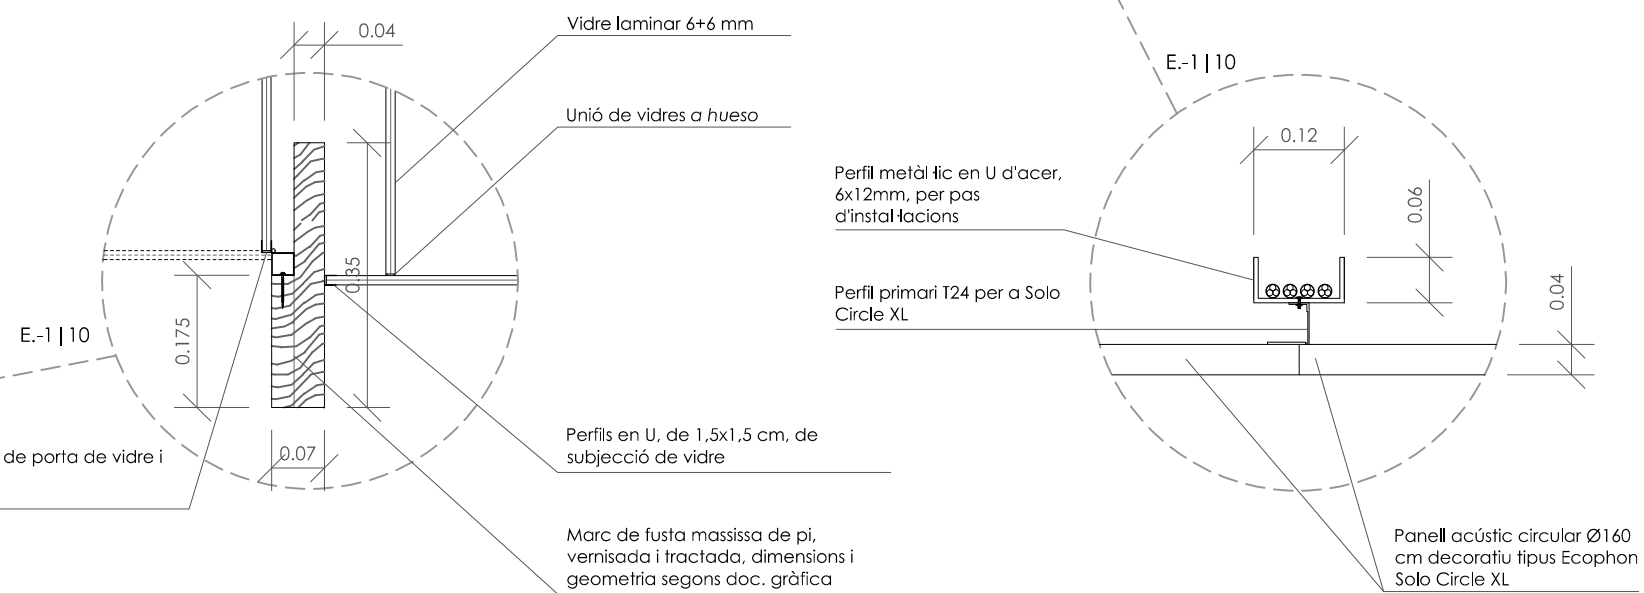 0.04
Vidre laminar 6+6 mm
Unió de vidres a hueso
0.35
0.175
E.-1 | 10
0.07
de porta de vidre i
Perfils en U, de 1,5x1,5 cm, de
subjecció de vidre
Marc de fusta massissa de pi,
vernisada i tractada, dimensions i
geometria segons doc. gràfica
E.-1 | 10
0.12
Perfil metàl·lic en U d'acer,
6x12mm, per pas
d'instal·lacions
0.06
Perfil primari T24 per a Solo
Circle XL
0.04
Panell acústic circular Ø160
cm decoratiu tipus Ecophon
Solo Circle XL